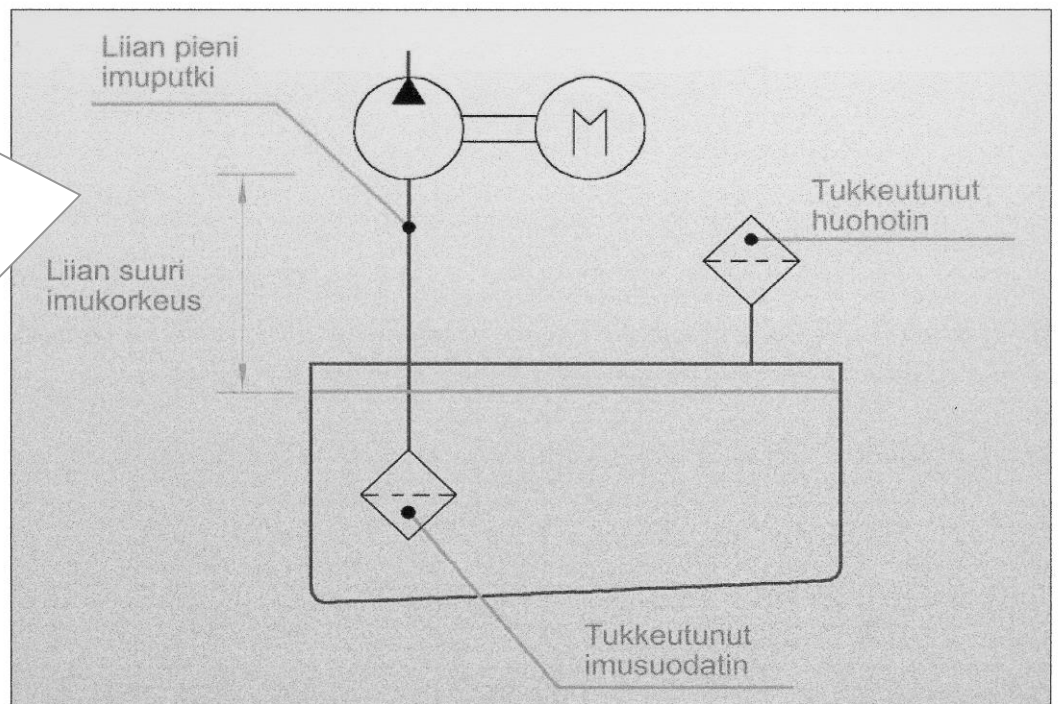 Liian pieni
imuputki
M
Tukkeutunut
huohotin
Liian suuri
imukorkeus
Tukkeutunut
imusuodatin